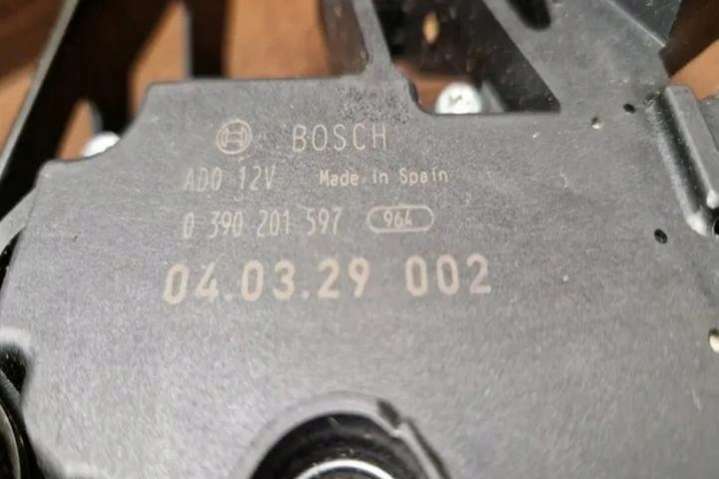 BOSCH
ADO 12V Made in Spain
0 390 201 597 964
04.03.29 002